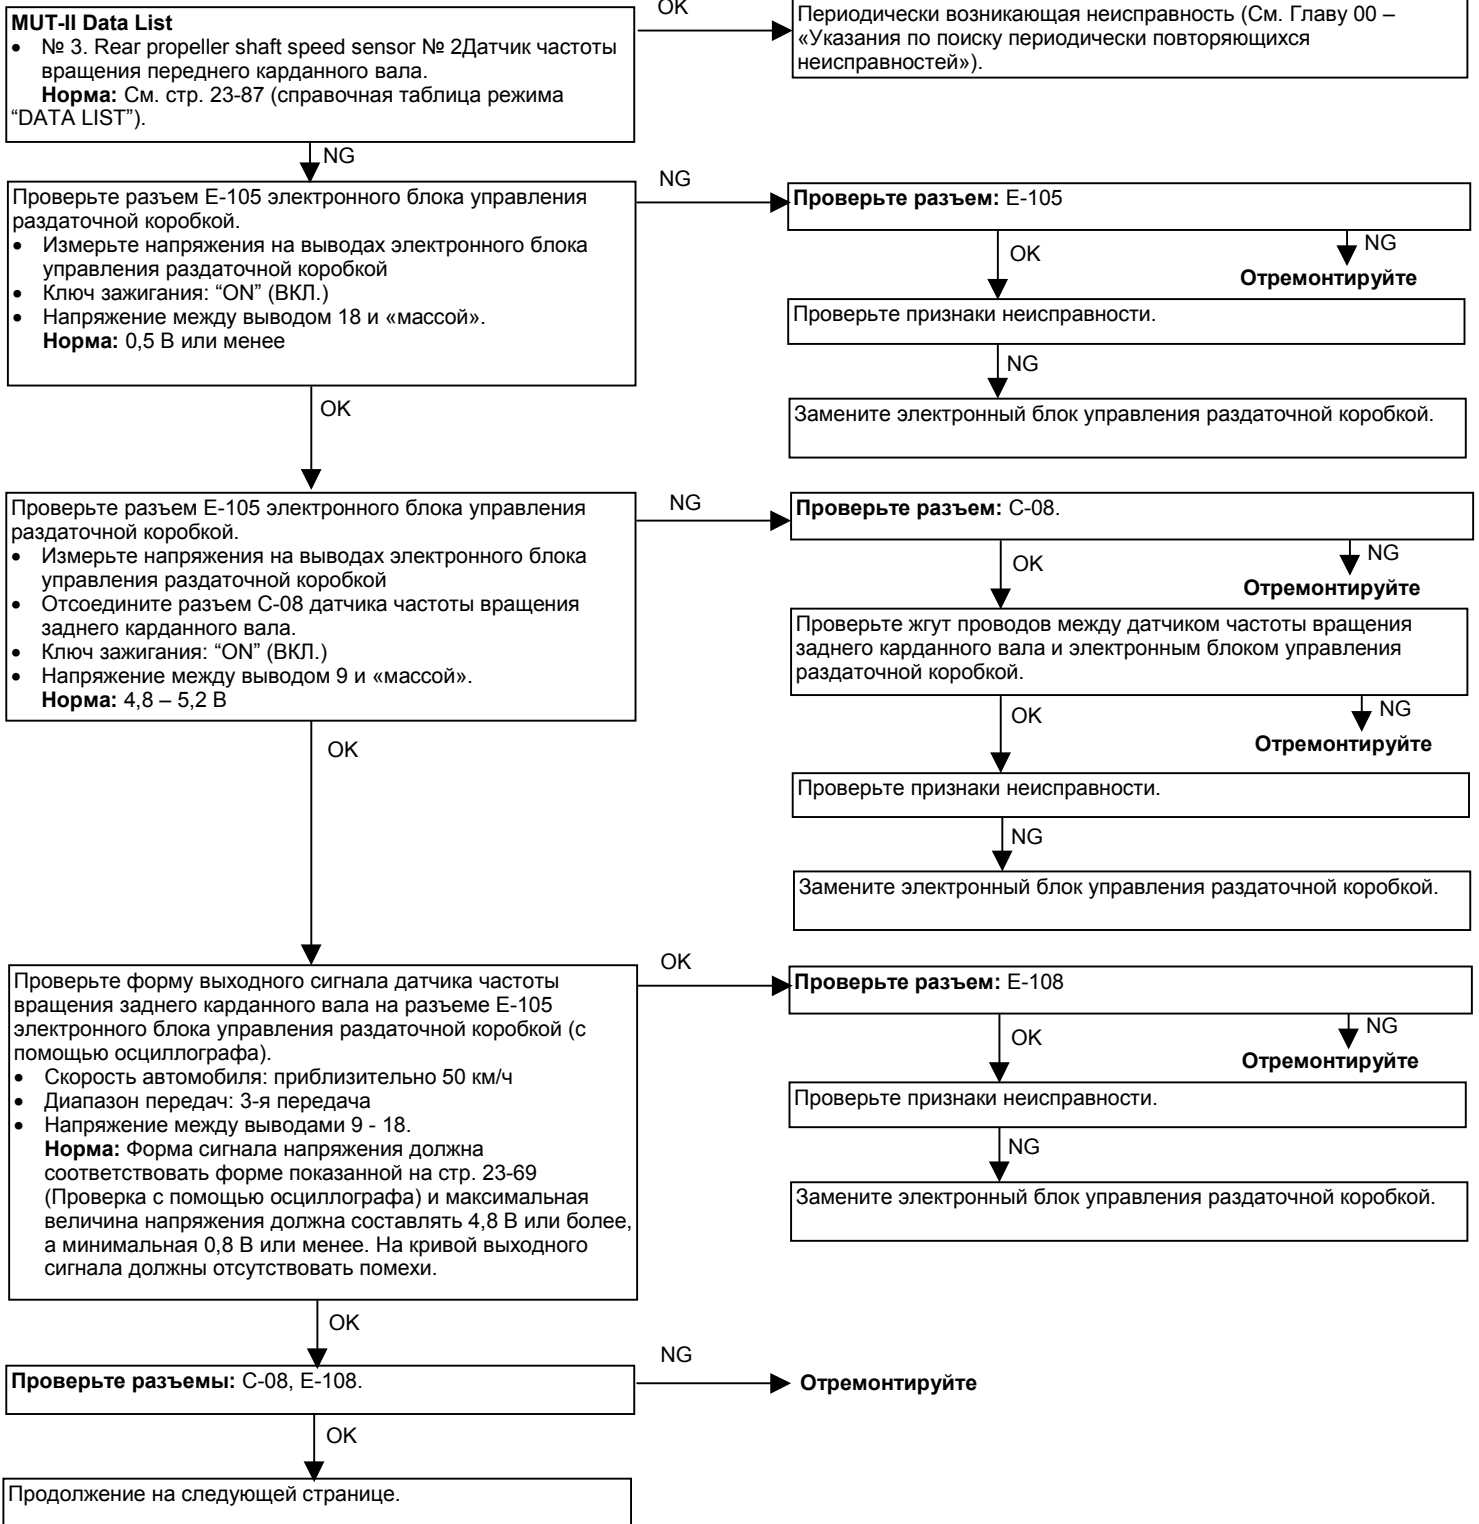 MUT-II Data List
• № 3. Rear propeller shaft speed sensor № 2Датчик частоты
вращения переднего карданного вала.
Норма: См. стр. 23-87 (справочная таблица режима
“DATA LIST”).
OK
Периодически возникающая неисправность (См. Главу 00 –
«Указания по поиску периодически повторяющихся
неисправностей»).
NG
Проверьте разъем Е-105 электронного блока управления
раздаточной коробкой.
• Измерьте напряжения на выводах электронного блока
управления раздаточной коробкой
• Ключ зажигания: “ON” (ВКЛ.)
• Напряжение между выводом 18 и «массой».
Норма: 0,5 В или менее
NG
Проверьте разъем: Е-105
OK
NG
Отремонтируйте
Проверьте признаки неисправности.
NG
Замените электронный блок управления раздаточной коробкой.
OK
Проверьте разъем Е-105 электронного блока управления
раздаточной коробкой.
• Измерьте напряжения на выводах электронного блока
управления раздаточной коробкой
• Отсоедините разъем С-08 датчика частоты вращения
заднего карданного вала.
• Ключ зажигания: “ON” (ВКЛ.)
• Напряжение между выводом 9 и «массой».
Норма: 4,8 – 5,2 В
NG
Проверьте разъем: С-08.
OK
NG
Отремонтируйте
Проверьте жгут проводов между датчиком частоты вращения
заднего карданного вала и электронным блоком управления
раздаточной коробкой.
OK
NG
Отремонтируйте
Проверьте признаки неисправности.
NG
Замените электронный блок управления раздаточной коробкой.
OK
Проверьте форму выходного сигнала датчика частоты
вращения заднего карданного вала на разъеме Е-105
электронного блока управления раздаточной коробкой (с
помощью осциллографа).
• Скорость автомобиля: приблизительно 50 км/ч
• Диапазон передач: 3-я передача
• Напряжение между выводами 9 - 18.
Норма: Форма сигнала напряжения должна
соответствовать форме показанной на стр. 23-69
(Проверка с помощью осциллографа) и максимальная
величина напряжения должна составлять 4,8 В или более,
а минимальная 0,8 В или менее. На кривой выходного
сигнала должны отсутствовать помехи.
OK
Проверьте разъем: Е-108
OK
NG
Отремонтируйте
Проверьте признаки неисправности.
NG
Замените электронный блок управления раздаточной коробкой.
OK
Проверьте разъемы: С-08, Е-108.
NG
Отремонтируйте
OK
Продолжение на следующей странице.